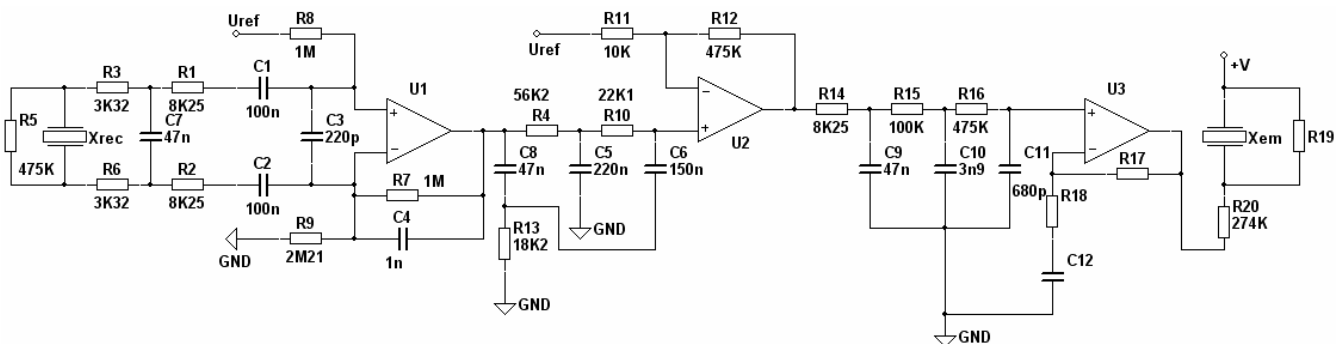 Uref
R8
1M
R3
3K32
R1
8K25
C1
100n
R5
475K
Xrec
C7
47n
C3
220p
U1
R6
3K32
R2
8K25
C2
100n
R7
1M
C4
1n
R9
2M21
GND
56K2
R4
C8
47n
R13
18K2
GND
22K1
R10
C5
220n
GND
C6
150n
Uref
R11
10K
R12
475K
U2
R14
8K25
R15
100K
R16
475K
C9
47n
C10
3n9
C11
680p
GND
U3
R17
R18
C12
+V
Xem
R19
R20
274K